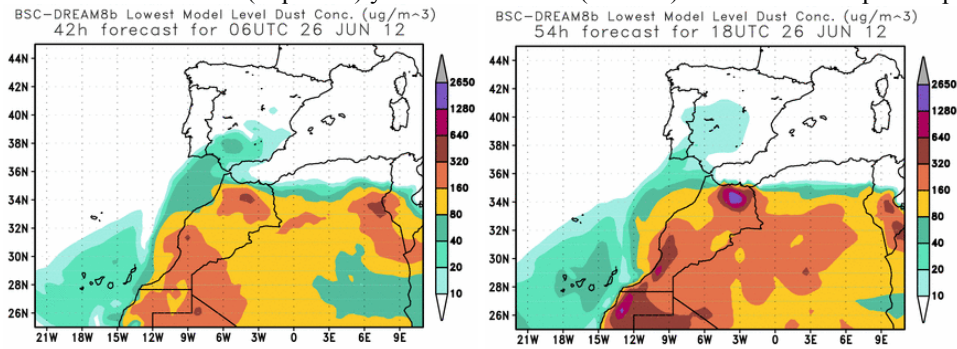 BSC-DREAM8b Lowest Model Level Dust Conc. (ug/m^3)
42h forecast for 06UTC 26 JUN 12
44N
42N
40N
38N
36N
34N
32N
30N
28N
26N
21W 18W 15W 12W 9W 6W 3W 0 3E 6E 9E
2650
1280
640
320
160
80
40
20
10
BSC-DREAM8b Lowest Model Level Dust Conc. (ug/m^3)
54h forecast for 18UTC 26 JUN 12
44N
42N
40N
38N
36N
34N
32N
30N
28N
26N
21W 18W 15W 12W 9W 6W 3W 0 3E 6E 9E
2650
1280
640
320
160
80
40
20
10